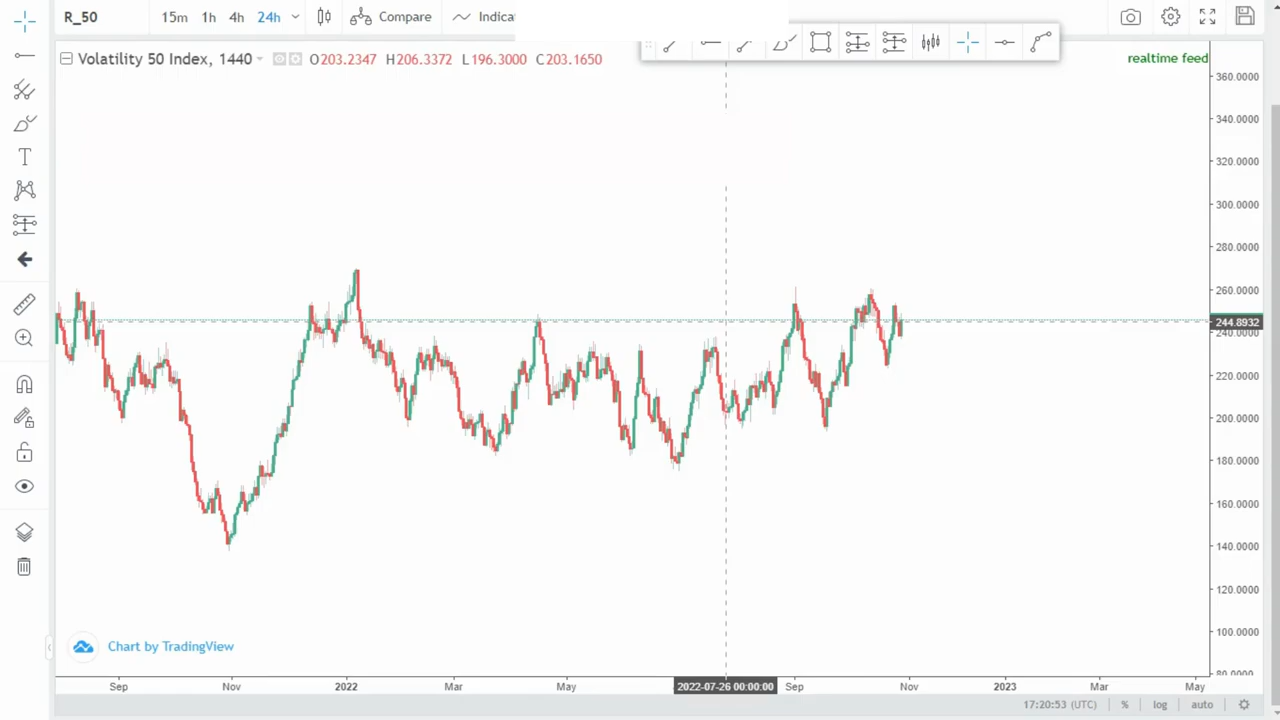 R_50 15m 1h 4h 24h Compare Indica
Volatility 50 Index, 1440 O203.2347 H206.3372 L196.3000 C203.1650
realtime feed
360.0000
340.0000
320.0000
300.0000
280.0000
260.0000
244.8932
240.0000
220.0000
200.0000
180.0000
160.0000
140.0000
120.0000
100.0000
80.0000
T
Chart by TradingView
Sep Nov 2022 Mar May 2022-07-26 00:00:00 Sep Nov 2023 Mar May
17:20:53 (UTC) % log auto